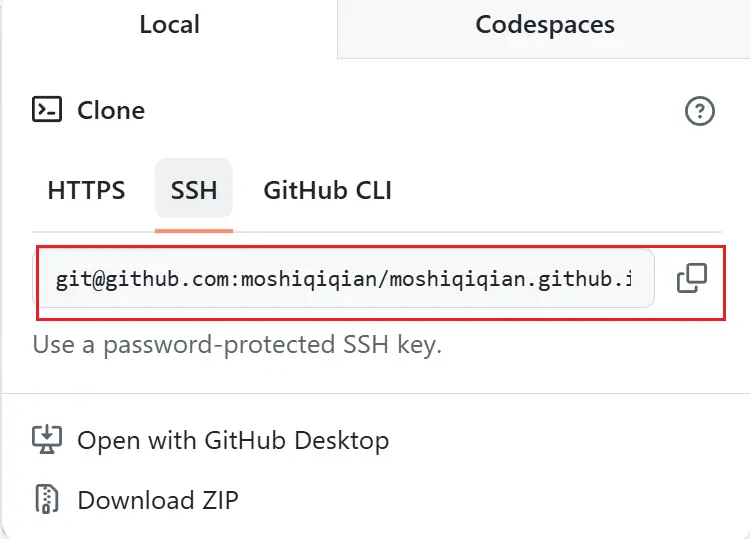 Local Codespaces
Clone
HTTPS SSH GitHub CLI
git@github.com:moshiqiqian/moshiqiqian.github.i
Use a password-protected SSH key.
Open with GitHub Desktop
Download ZIP